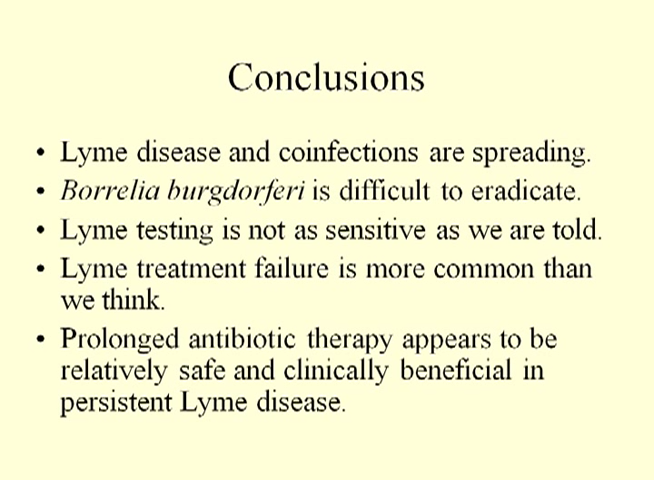 Conclusions
• Lyme disease and coinfections are spreading.
• Borrelia burgdorferi is difficult to eradicate.
• Lyme testing is not as sensitive as we are told.
• Lyme treatment failure is more common than
we think.
• Prolonged antibiotic therapy appears to be
relatively safe and clinically beneficial in
persistent Lyme disease.